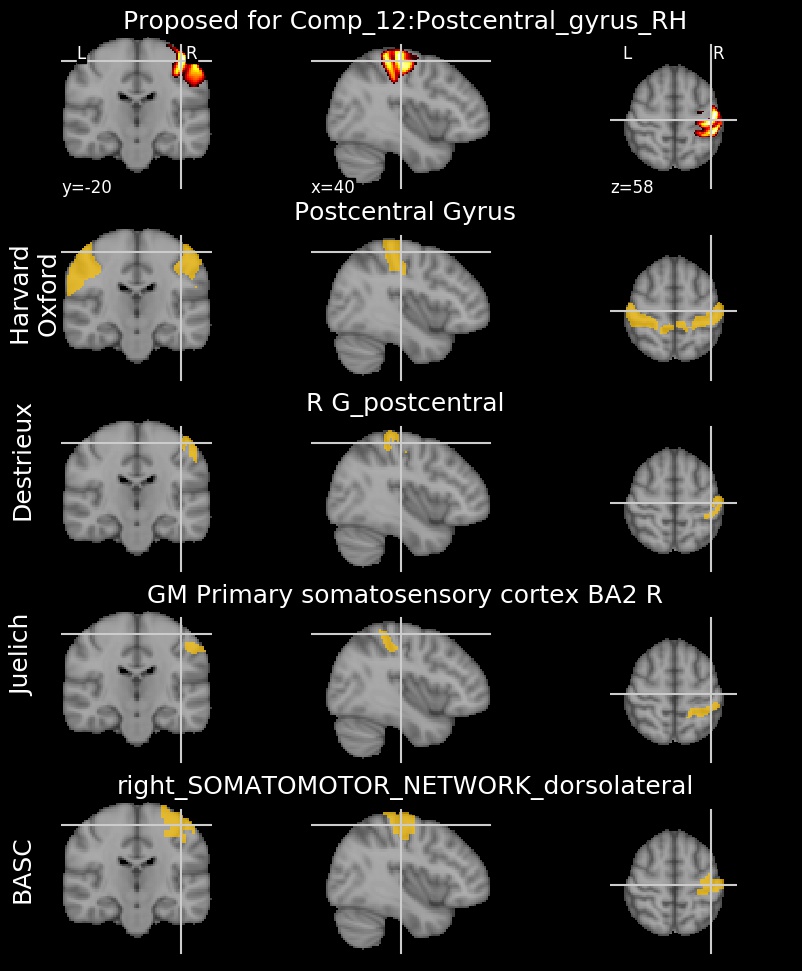 Proposed for Comp_12:Postcentral_gyrus_RH
L R L R
y=-20 x=40 z=58
Postcentral Gyrus
Harvard
Oxford
R G_postcentral
Destrieux
GM Primary somatosensory cortex BA2 R
Juelich
right_SOMATOMOTOR_NETWORK_dorsolateral
BASC